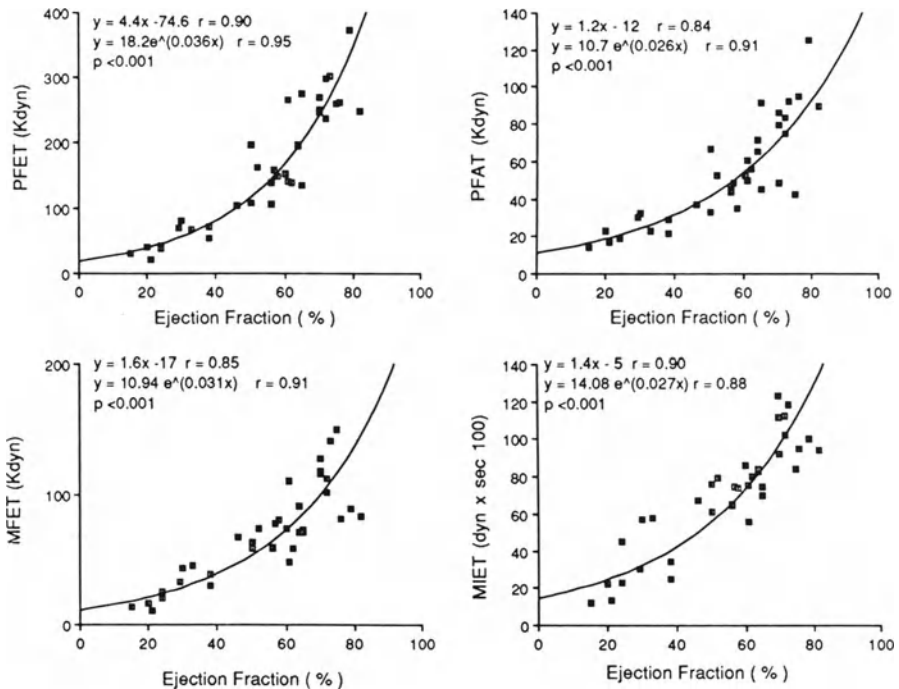 y = 4.4x -74.6 r = 0.90
y = 18.2e^(0.036x) r = 0.95
p <0.001
400
300
200
100
0
PFET (Kdyn)
0 20 40 60 80 100
Ejection Fraction ( % )
y = 1.2x - 12 r = 0.84
y = 10.7 e^(0.026x) r = 0.91
p <0.001
140
120
100
80
60
40
20
0
PFAT (Kdyn)
0 20 40 60 80 100
Ejection Fraction ( % )
y = 1.6x - 17 r = 0.85
y = 10.94 e^(0.031x) r = 0.91
p <0.001
200
100
0
MFET (Kdyn)
0 20 40 60 80 100
Ejection Fraction ( % )
y = 1.4x - 5 r = 0.90
y = 14.08 e^(0.027x) r = 0.88
p <0.001
140
120
100
80
60
40
20
0
MIET (dyn x sec 100)
0 20 40 60 80 100
Ejection Fraction ( % )